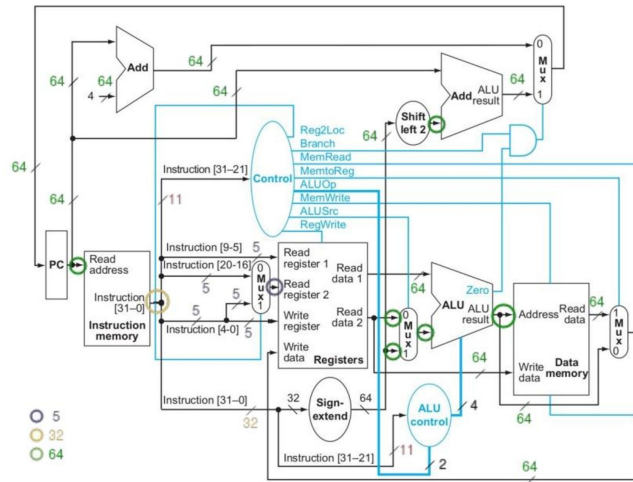 0
Mux
1
64
Add
64
4
64
64
64
Add ALU result
64
Shift left 2
64
64
Reg2Loc
Branch
MemRead
MemtoReg
ALUOp
MemWrite
ALUSrc
RegWrite
Control
Instruction [31–21]
11
64
64
PC
Read address
Instruction [31–0]
Instruction memory
Instruction [9-5]
5
Instruction [20-16]
5
Instruction [4-0]
5
5
0
Mux
1
Read register 1
Read register 2
Write register
Write data
Read data 1
Read data 2
Registers
0
Mux
1
Zero
ALU
ALU result
Address
Read data
Write data
Data memory
64
1
Mux
0
64
64
Instruction [31–0]
32
32
Sign-extend
64
ALU control
4
Instruction [31–21]
11
2
64
5
32
64